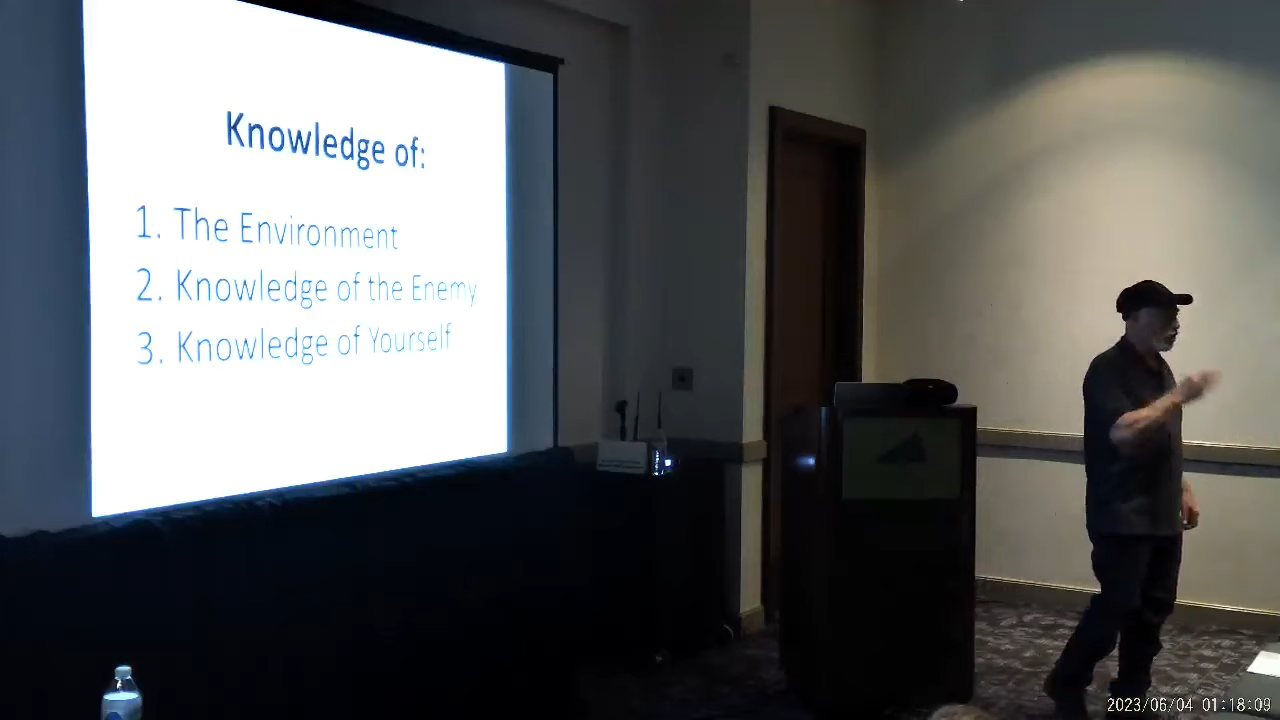 Knowledge of:
1. The Environment
2. Knowledge of the Enemy
3. Knowledge of Yourself
2023/06/04 01:18:09